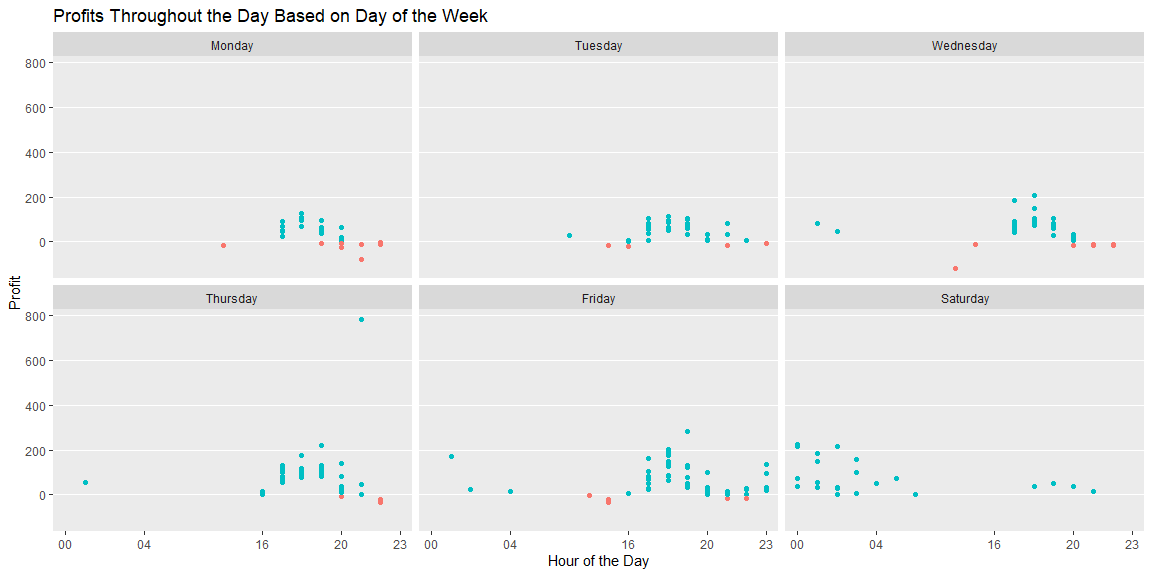 Profits Throughout the Day Based on Day of the Week
Monday Tuesday Wednesday
800
600
400
200
0
Profit
Thursday Friday Saturday
800
600
400
200
0
00 04 16 20 23 00 04 16 20 23 00 04 16 20 23
Hour of the Day